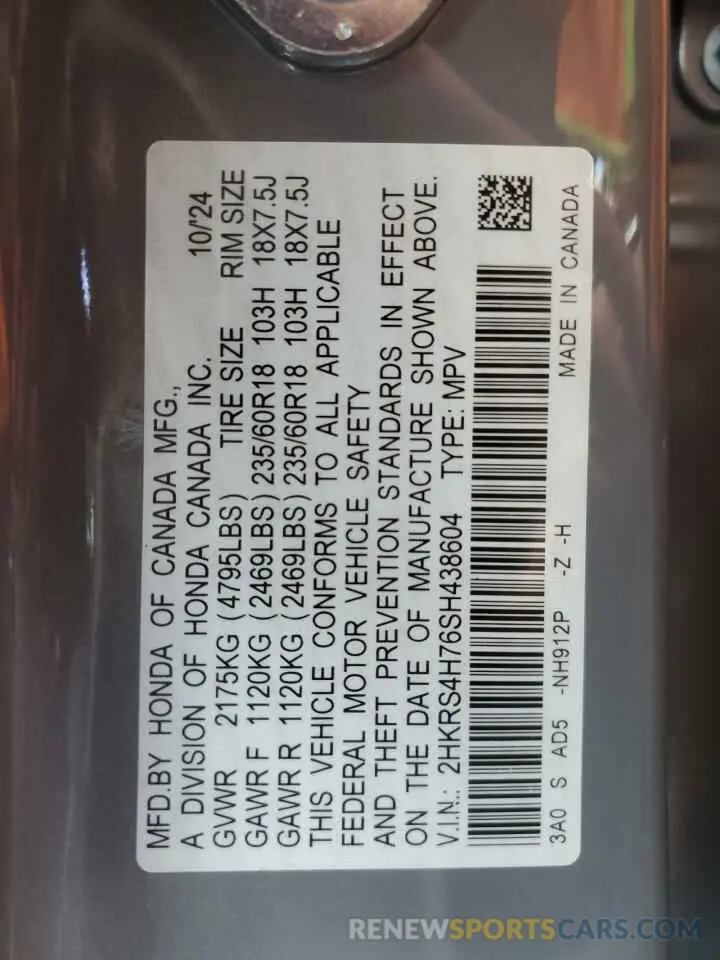 MFD.BY HONDA OF CANADA MFG.,
A DIVISION OF HONDA CANADA INC. 10/'24
GVWR 2175KG (4795LBS) TIRE SIZE RIM SIZE
GAWR F 1120KG (2469LBS) 235/60R18 103H 18X7.5J
GAWR R 1120KG (2469LBS) 235/60R18 103H 18X7.5J
THIS VEHICLE CONFORMS TO ALL APPLICABLE
FEDERAL MOTOR VEHICLE SAFETY
AND THEFT PREVENTION STANDARDS IN EFFECT
ON THE DATE OF MANUFACTURE SHOWN ABOVE.
V.I.N.: 2HKRS4H76SH438604 TYPE: MPV
3A0 S AD5 -NH912P -Z -H MADE IN CANADA
RENEWSPORTSCARS.COM